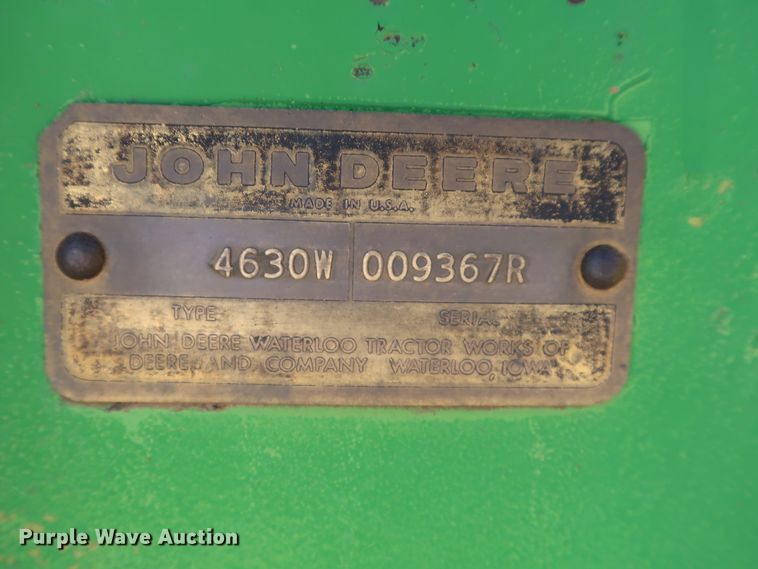 JOHN DEERE
MADE IN U.S.A.
4630W 009367R
TYPE SERIAL
JOHN DEERE WATERLOO TRACTOR WORKS OF
DEERE AND COMPANY WATERLOO, IOWA
Purple Wave Auction